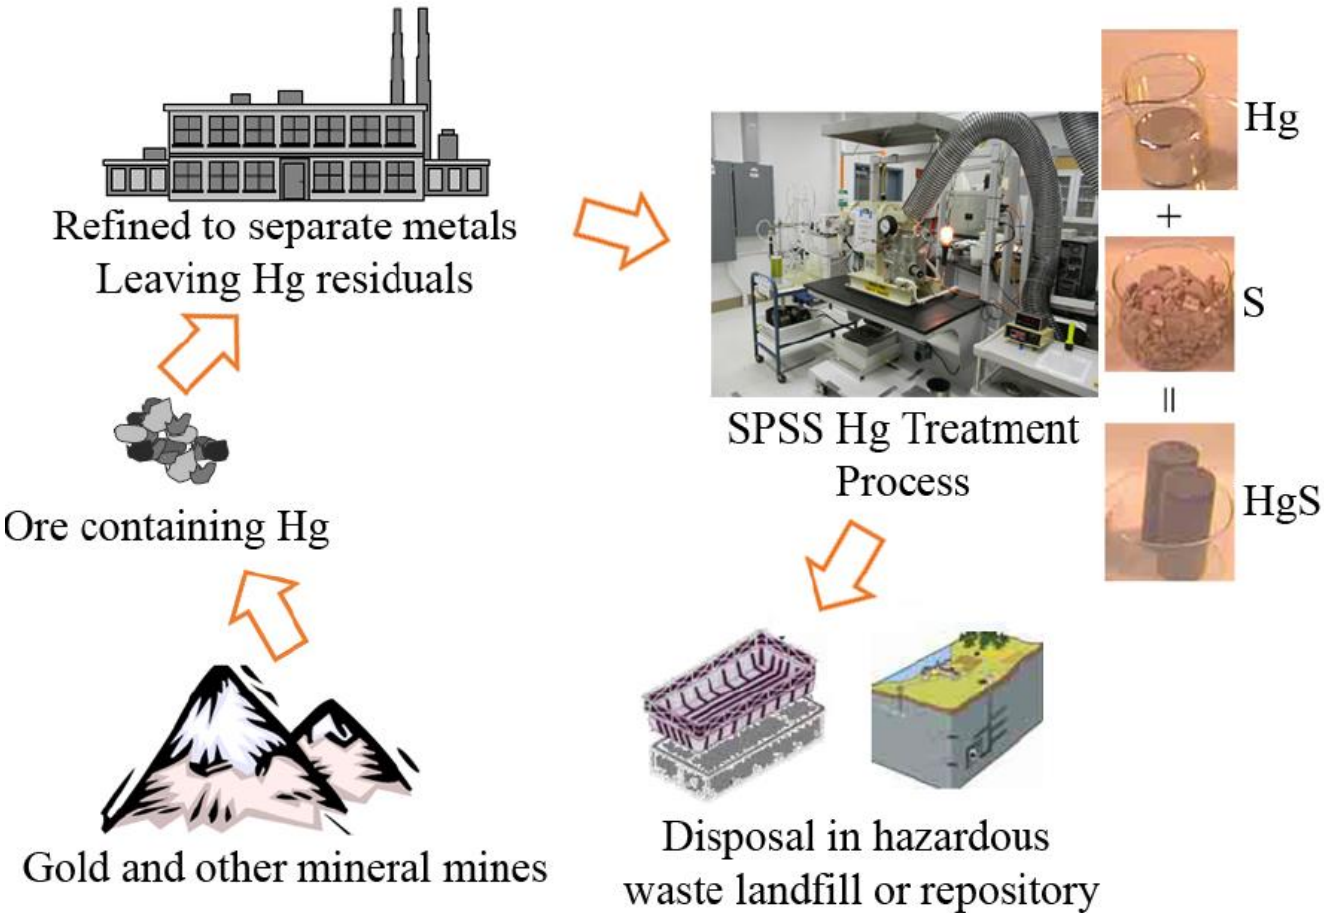 Refined to separate metals
Leaving Hg residuals
Ore containing Hg
Gold and other mineral mines
SPSS Hg Treatment
Process
Hg
+
S
=
HgS
Disposal in hazardous
waste landfill or repository